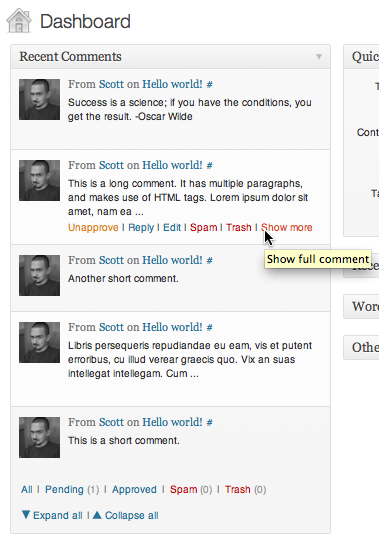 Dashboard
Recent Comments
From Scott on Hello world! #
Success is a science; if you have the conditions, you
get the result. -Oscar Wilde
From Scott on Hello world! #
This is a long comment. It has multiple paragraphs,
and makes use of HTML tags. Lorem ipsum dolor sit
amet, nam ea ...
Unapprove | Reply | Edit | Spam | Trash | Show more
Show full comment
From Scott on Hello world! #
Another short comment.
From Scott on Hello world! #
Libris persequeris repudiandae eu eam, vis et putent
erroribus, cu illud verear graecis quo. Vix an suas
intellegat intellegam. Cum ...
From Scott on Hello world! #
This is a short comment.
All | Pending (1) | Approved | Spam (0) | Trash (0)
Expand all | Collapse all
Quic
T
Cont
Ta
Rece
Word
Othe